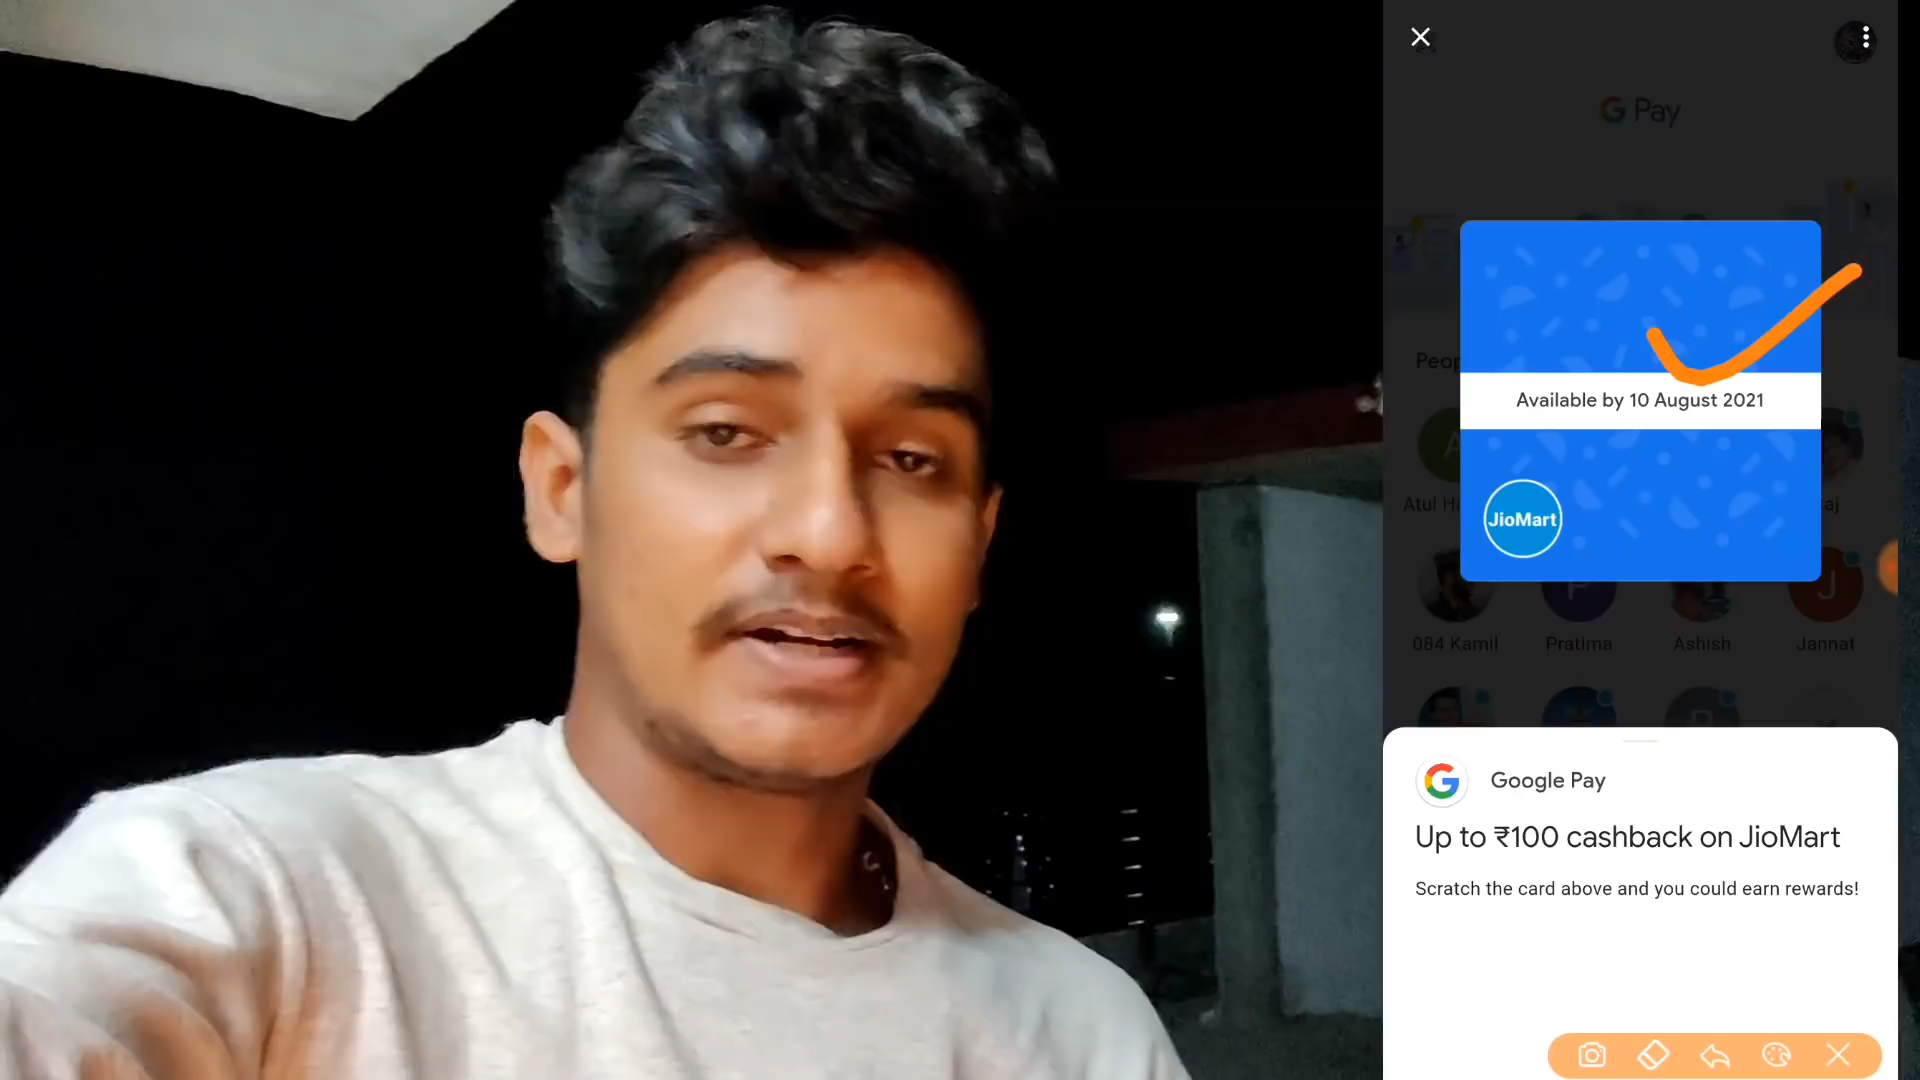 G Pay
Available by 10 August 2021
JioMart
084 Kamil
Pratima
Ashish
Jannat
Google Pay
Up to ₹100 cashback on JioMart
Scratch the card above and you could earn rewards!